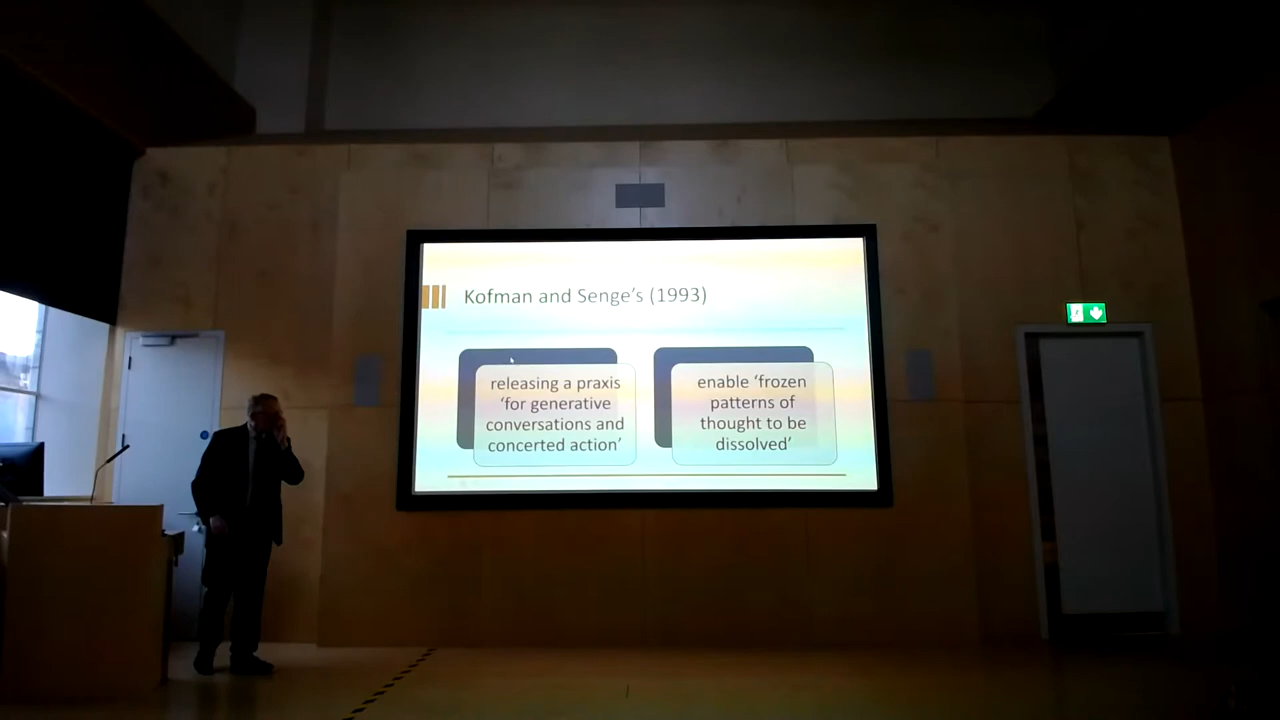 Kofman and Senge's (1993)
releasing a praxis
'for generative
conversations and
concerted action'
enable 'frozen
patterns of
thought to be
dissolved'